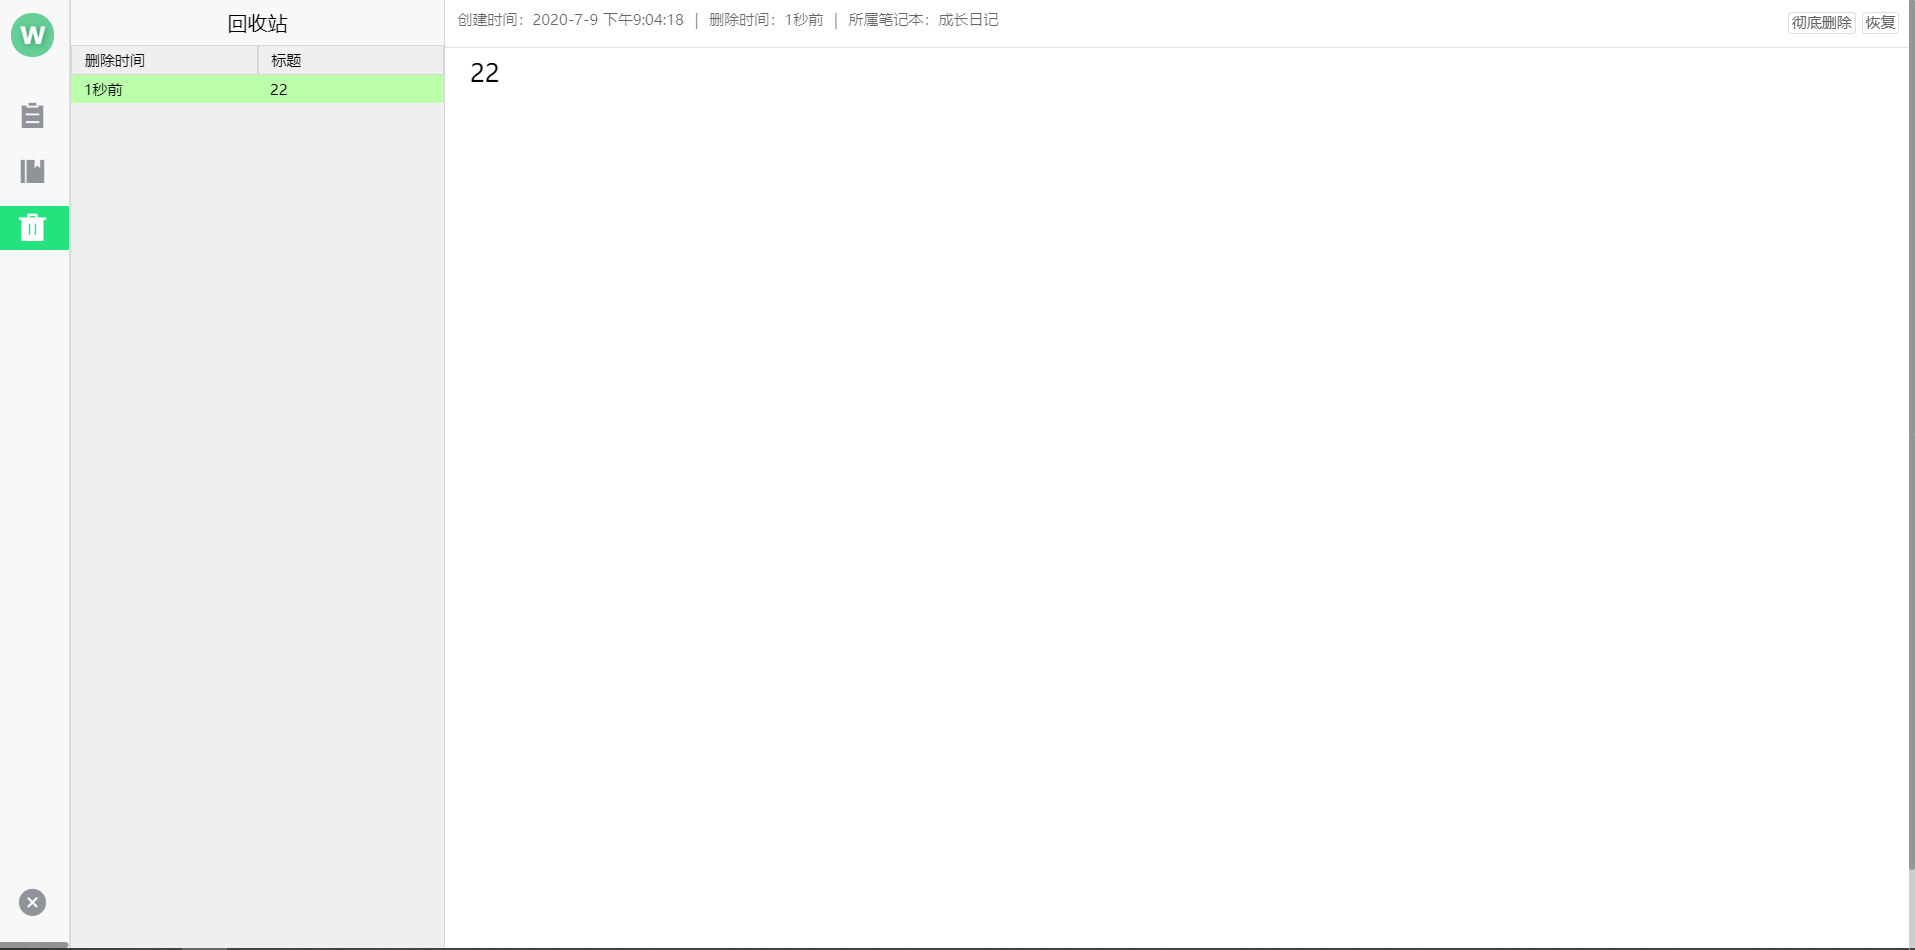 W
回收站
删除时间 标题
1秒前 22
创建时间：2020-7-9 下午9:04:18 | 删除时间：1秒前 | 所属笔记本：成长日记
彻底删除 恢复
22